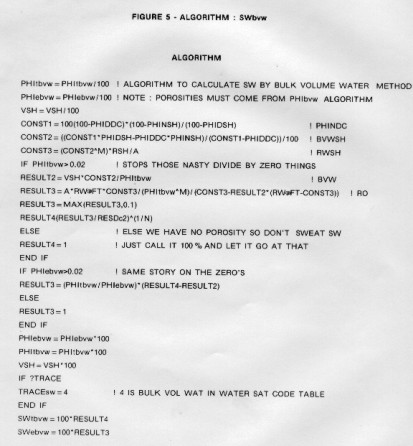 FIGURE 5 - ALGORITHM : SWbvw
ALGORITHM
PHItbvw = PHItbvw/100 ! ALGORITHM TO CALCULATE SW BY BULK VOLUME WATER METHOD
PHIebvw = PHIebvw/100 ! NOTE : POROSITIES MUST COME FROM PHIbvw ALGORITHM
VSH = VSH/100
CONST1 = 100(100-PHIDDC)*(100-PHINSH)/(100-PHIDSH) ! PHINDC
CONST2 = ((CONST1*PHIDSH-PHIDDC*PHINSH)/(CONST1-PHIDDC))/100 ! BVWSH
CONST3 = (CONST2^M)*RSH/A ! RWSH
IF PHItbvw>0.02 ! STOPS THOSE NASTY DIVIDE BY ZERO THINGS
RESULT2 = VSH*CONST2/PHItbvw ! BVW
RESULT3 = A*RW@FT*CONST3/(PHItbvw^M)/(CONST3-RESULT2*(RW@FT-CONST3)) ! RO
RESULT3 = MAX(RESULT3,0.1)
RESULT4(RESULT3/RESDc2)^(1/N)
ELSE ! ELSE WE HAVE NO POROSITY SO DON'T SWEAT SW
RESULT4 = 1 ! JUST CALL IT 100 % AND LET IT GO AT THAT
END IF
IF PHIebvw>0.02 ! SAME STORY ON THE ZERO'S
RESULT3 = (PHItbvw/PHIebvw)*(RESULT4-RESULT2)
ELSE
RESULT3 = 1
END IF
PHIebvw = PHIebvw*100
PHItbvw = PHItbvw*100
VSH = VSH*100
IF ?TRACE
TRACEsw = 4 ! 4 IS BULK VOL WAT IN WATER SAT CODE TABLE
END IF
SWtbvw = 100*RESULT4
SWebvw = 100*RESULT3